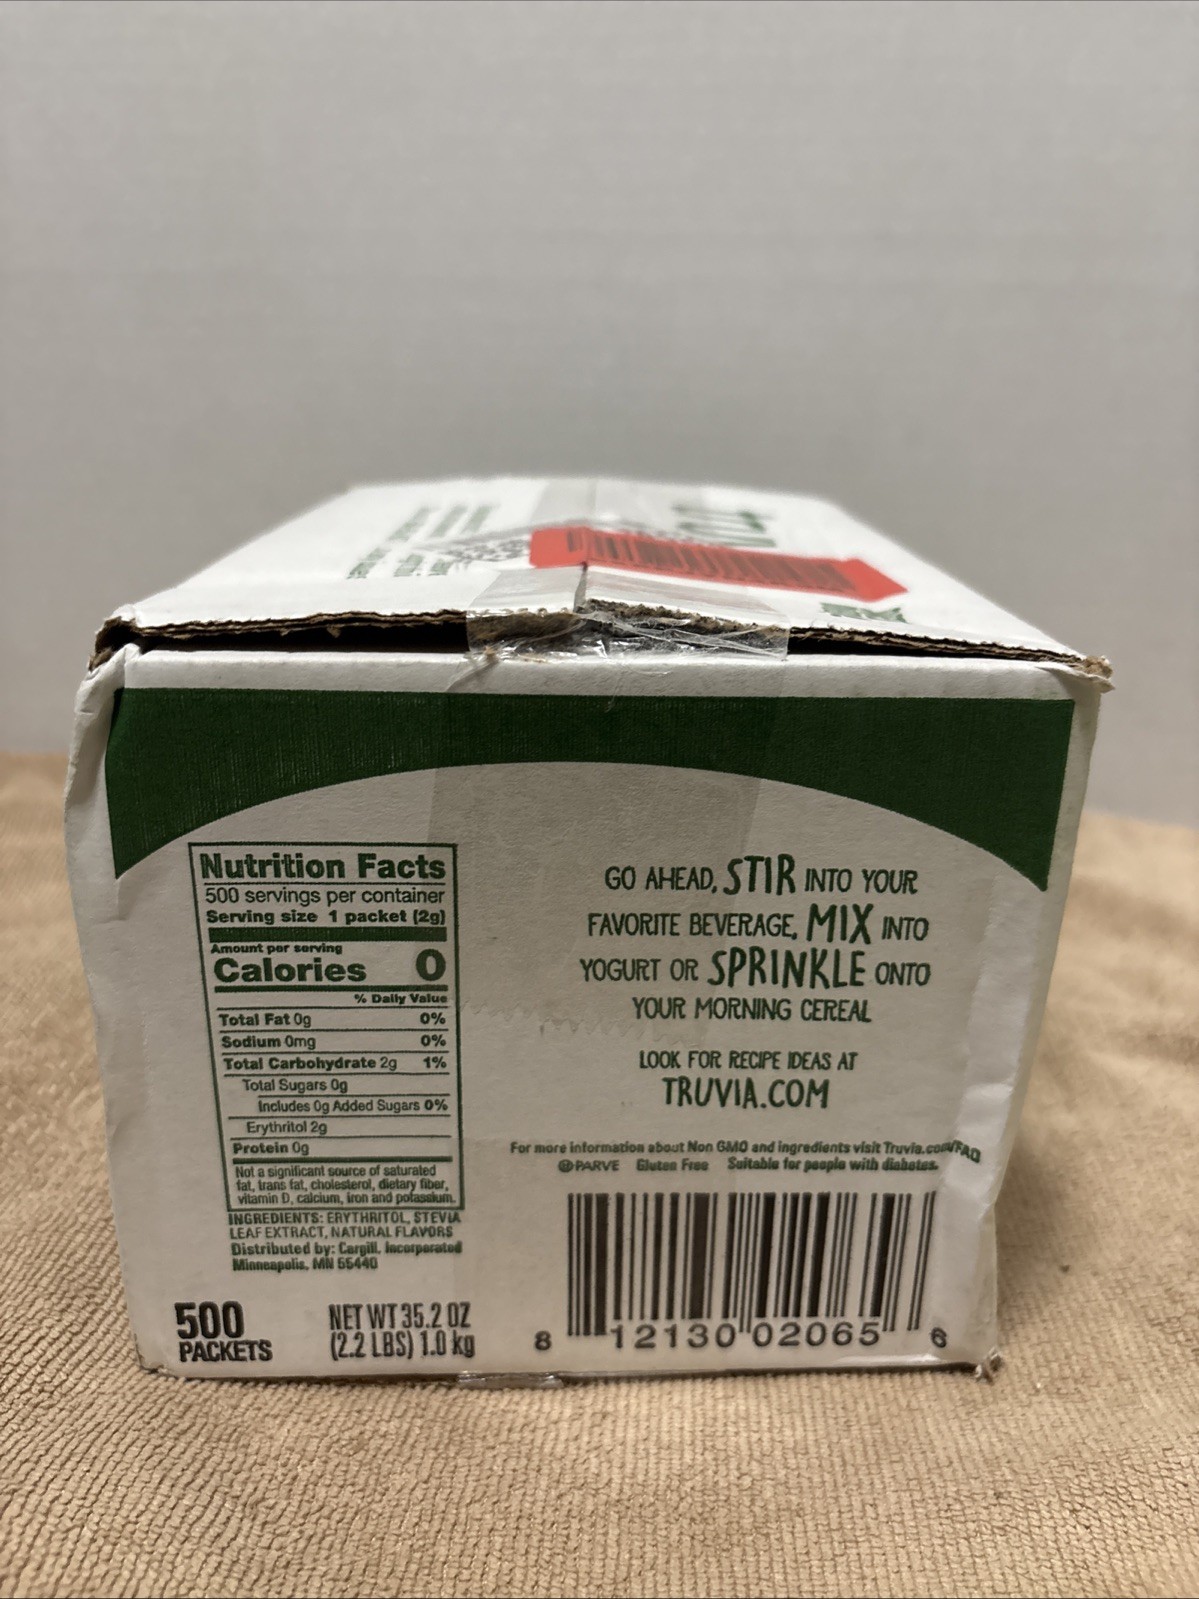 Nutrition Facts
500 servings per container
Serving size 1 packet (2g)
Amount per serving
Calories 0
% Daily Value
Total Fat 0g 0%
Sodium 0mg 0%
Total Carbohydrate 2g 1%
Total Sugars 0g
Includes 0g Added Sugars 0%
Erythritol 2g
Protein 0g
Not a significant source of saturated
fat, trans fat, cholesterol, dietary fiber,
vitamin D, calcium, iron and potassium.
INGREDIENTS: ERYTHRITOL, STEVIA
LEAF EXTRACT, NATURAL FLAVORS
Distributed by: Cargill, Incorporated
Minneapolis, MN 55440
500
PACKETS
NET WT 35.2 OZ
(2.2 LBS) 1.0 kg
GO AHEAD, STIR INTO YOUR
FAVORITE BEVERAGE, MIX INTO
YOGURT OR SPRINKLE ONTO
YOUR MORNING CEREAL
LOOK FOR RECIPE IDEAS AT
TRUVIA.COM
For more information about Non GMO and ingredients visit Truvia.com/FAQ
PARVE Gluten Free Suitable for people with diabetes.
8 12130 02065 6